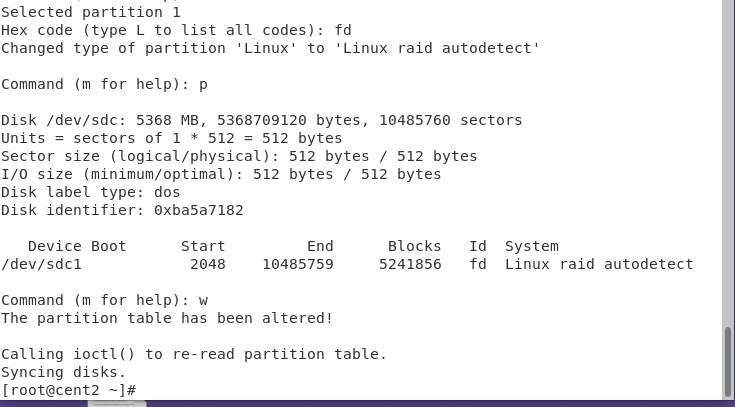 Selected partition 1
Hex code (type L to list all codes): fd
Changed type of partition 'Linux' to 'Linux raid autodetect'
Command (m for help): p
Disk /dev/sdc: 5368 MB, 5368709120 bytes, 10485760 sectors
Units = sectors of 1 * 512 = 512 bytes
Sector size (logical/physical): 512 bytes / 512 bytes
I/O size (minimum/optimal): 512 bytes / 512 bytes
Disk label type: dos
Disk identifier: 0xba5a7182
Device Boot Start End Blocks Id System
/dev/sdc1 2048 10485759 5241856 fd Linux raid autodetect
Command (m for help): w
The partition table has been altered!
Calling ioctl() to re-read partition table.
Syncing disks.
[root@cent2 ~]#